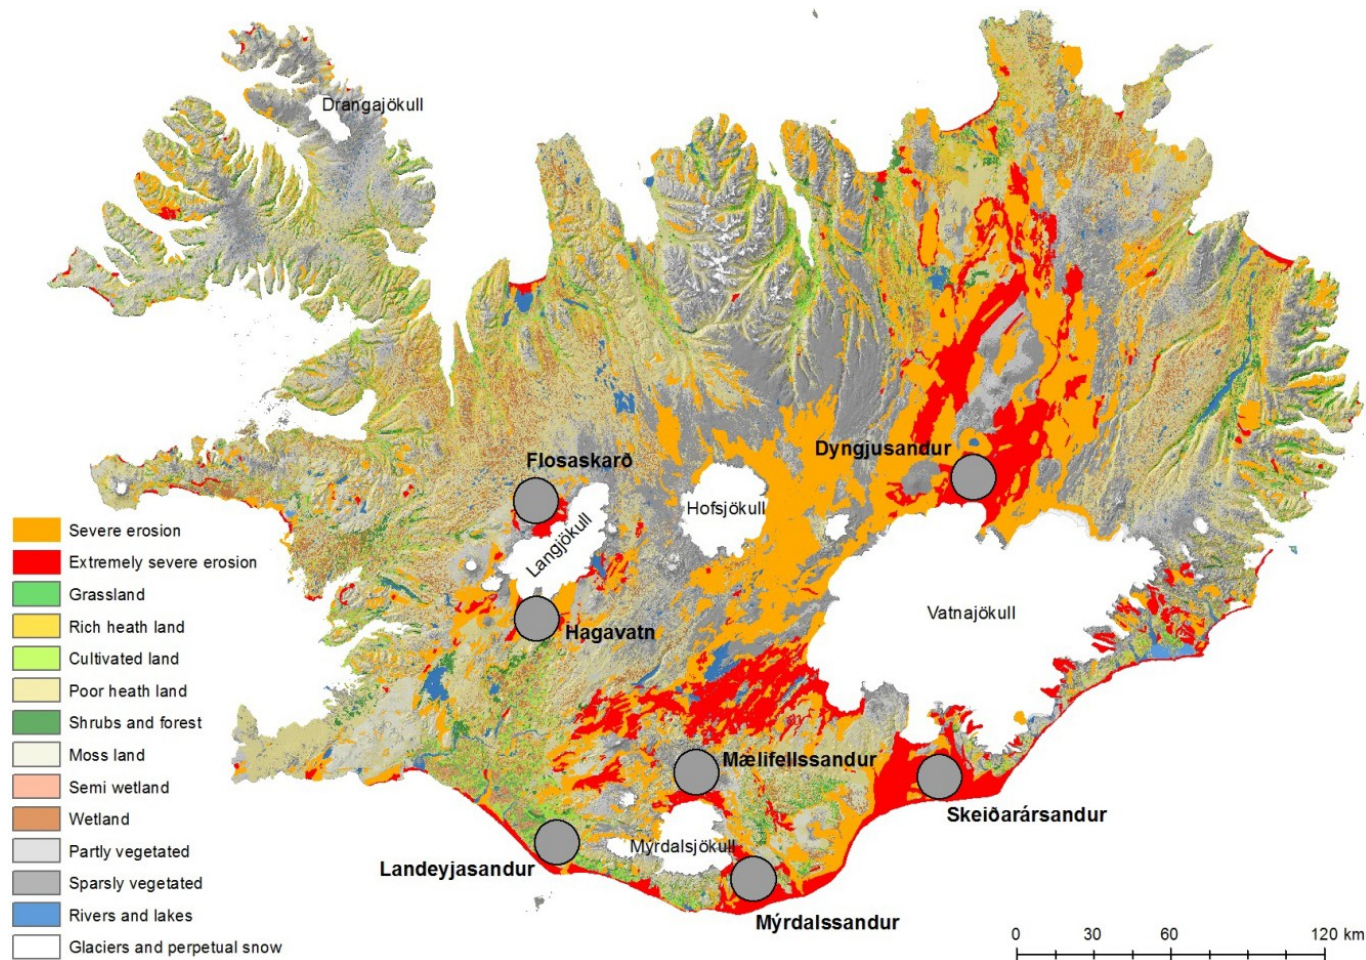 Drangajökull
Dyngjusandur
Flosaskarð
Hofsjökull
Langjökull
Vatnajökull
Hagavatn
Mælifellssandur
Skeiðarársandur
Mýrdalsjökull
Landeyjasandur
Mýrdalssandur
Severe erosion
Extremely severe erosion
Grassland
Rich heath land
Cultivated land
Poor heath land
Shrubs and forest
Moss land
Semi wetland
Wetland
Partly vegetated
Sparsly vegetated
Rivers and lakes
Glaciers and perpetual snow
0 30 60 120 km